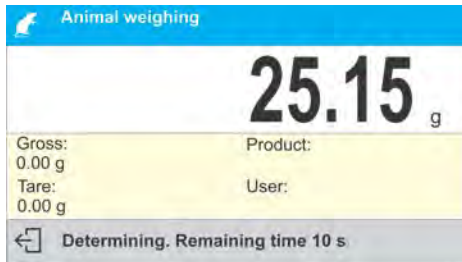 Animal weighing
25.15 g
Gross: Product:
0.00 g
Tare: User:
0.00 g
Determining. Remaining time 10 s